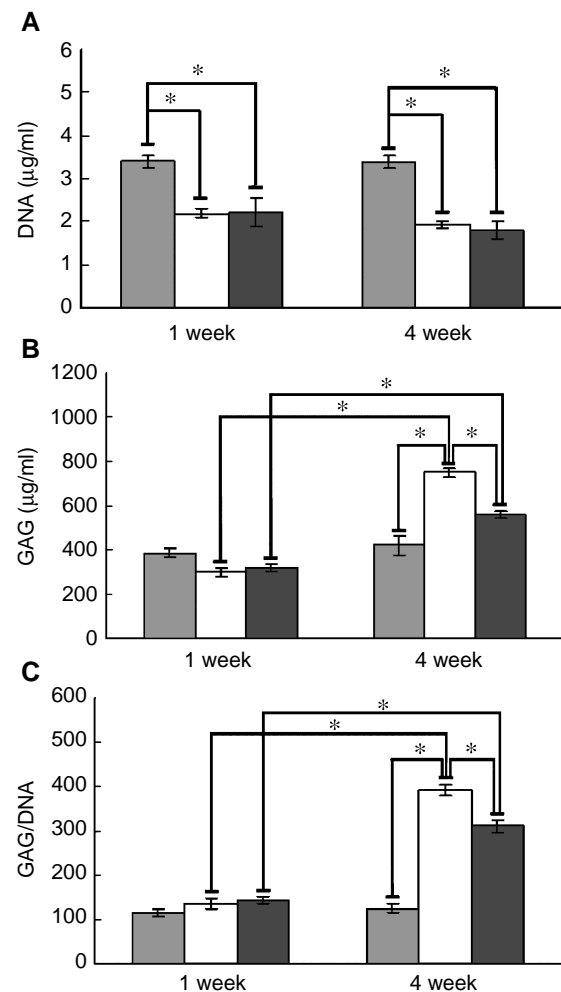 A
DNA (µg/ml)
6
5
4
3
2
1
0
* * * *
1 week 4 week
B
GAG (µg/ml)
1200
1000
800
600
400
200
0
* * * *
1 week 4 week
C
GAG/DNA
600
500
400
300
200
100
0
* * * *
1 week 4 week